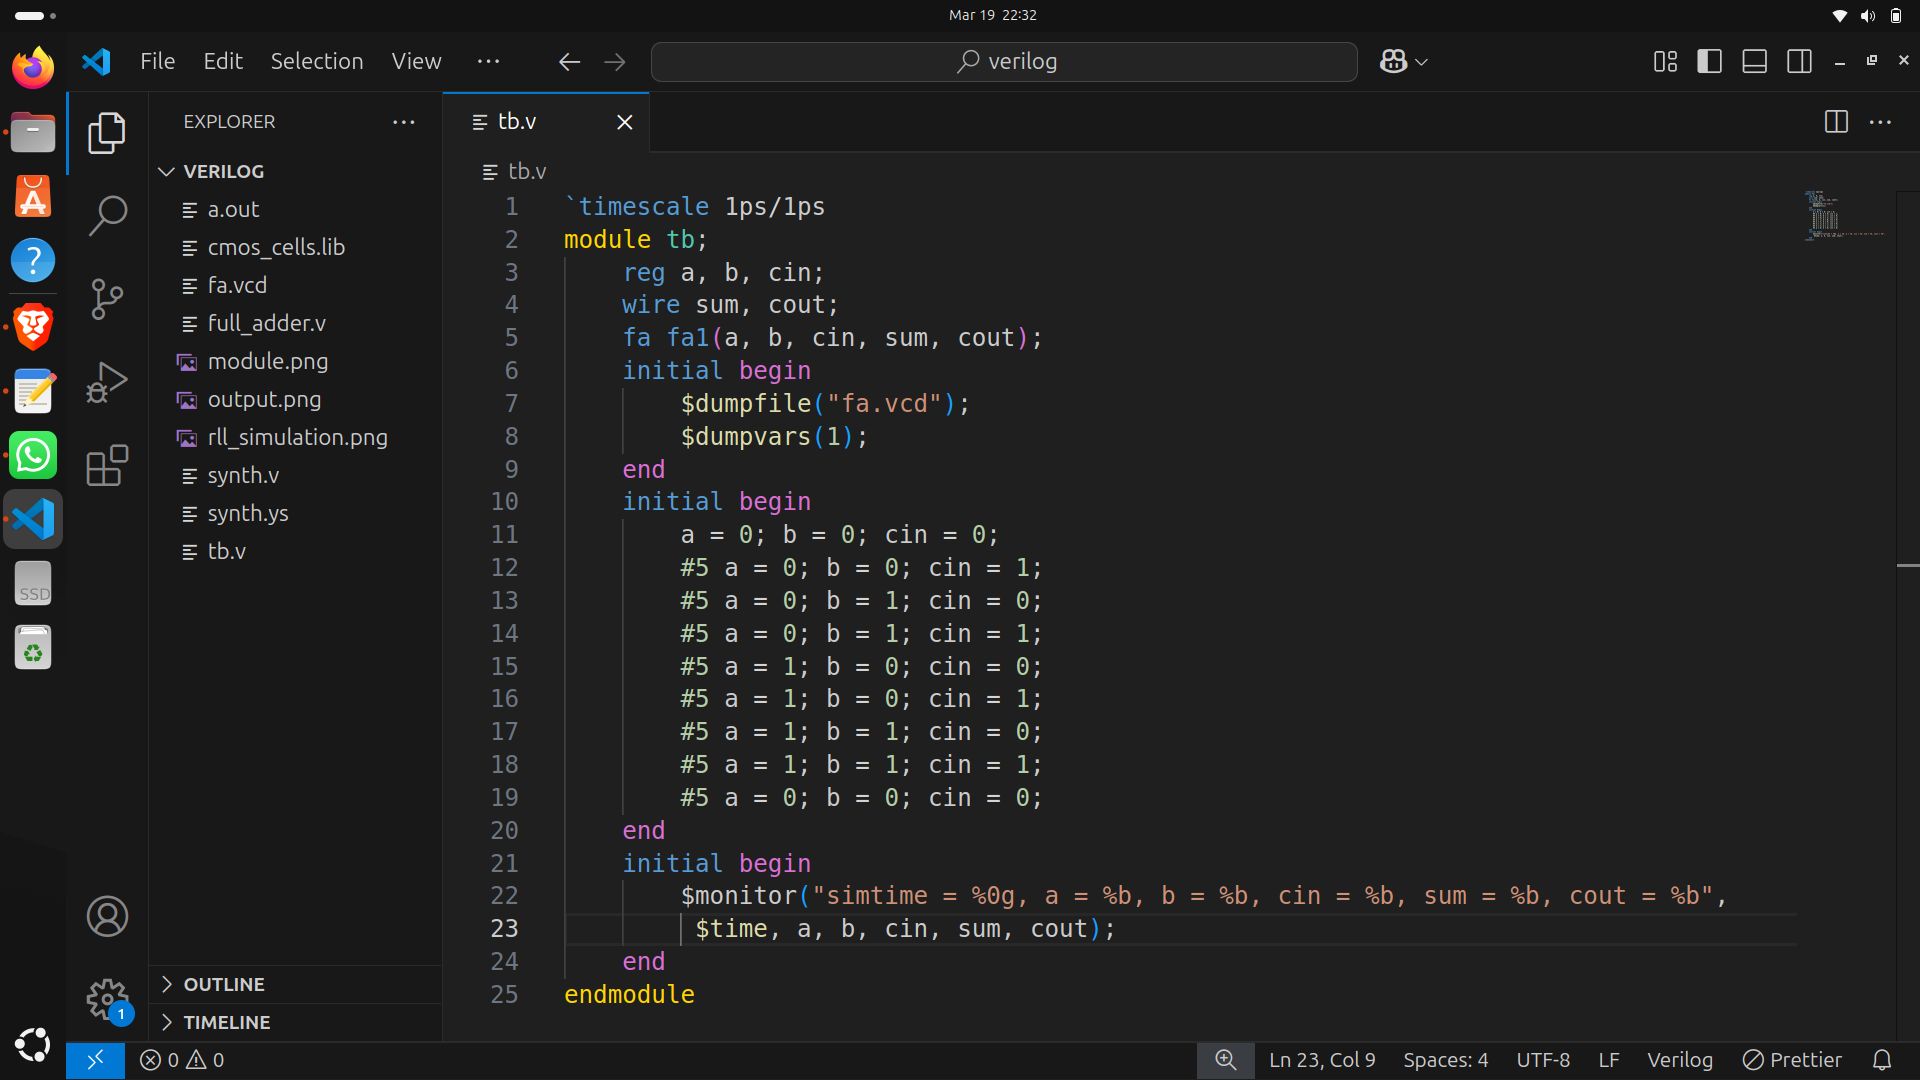 Mar 19 22:32
File Edit Selection View ···
verilog
EXPLORER ···
tb.v
VERILOG
a.out
cmos_cells.lib
fa.vcd
full_adder.v
module.png
output.png
rll_simulation.png
synth.v
synth.ys
tb.v
OUTLINE
TIMELINE
SSD
1
tb.v
1 `timescale 1ps/1ps
2 module tb;
3     reg a, b, cin;
4     wire sum, cout;
5     fa fa1(a, b, cin, sum, cout);
6     initial begin
7         $dumpfile("fa.vcd");
8         $dumpvars(1);
9     end
10     initial begin
11         a = 0; b = 0; cin = 0;
12         #5 a = 0; b = 0; cin = 1;
13         #5 a = 0; b = 1; cin = 0;
14         #5 a = 0; b = 1; cin = 1;
15         #5 a = 1; b = 0; cin = 0;
16         #5 a = 1; b = 0; cin = 1;
17         #5 a = 1; b = 1; cin = 0;
18         #5 a = 1; b = 1; cin = 1;
19         #5 a = 0; b = 0; cin = 0;
20     end
21     initial begin
22         $monitor("simtime = %0g, a = %b, b = %b, cin = %b, sum = %b, cout = %b",
23          $time, a, b, cin, sum, cout);
24     end
25 endmodule
0 0
Ln 23, Col 9 Spaces: 4 UTF-8 LF Verilog Prettier